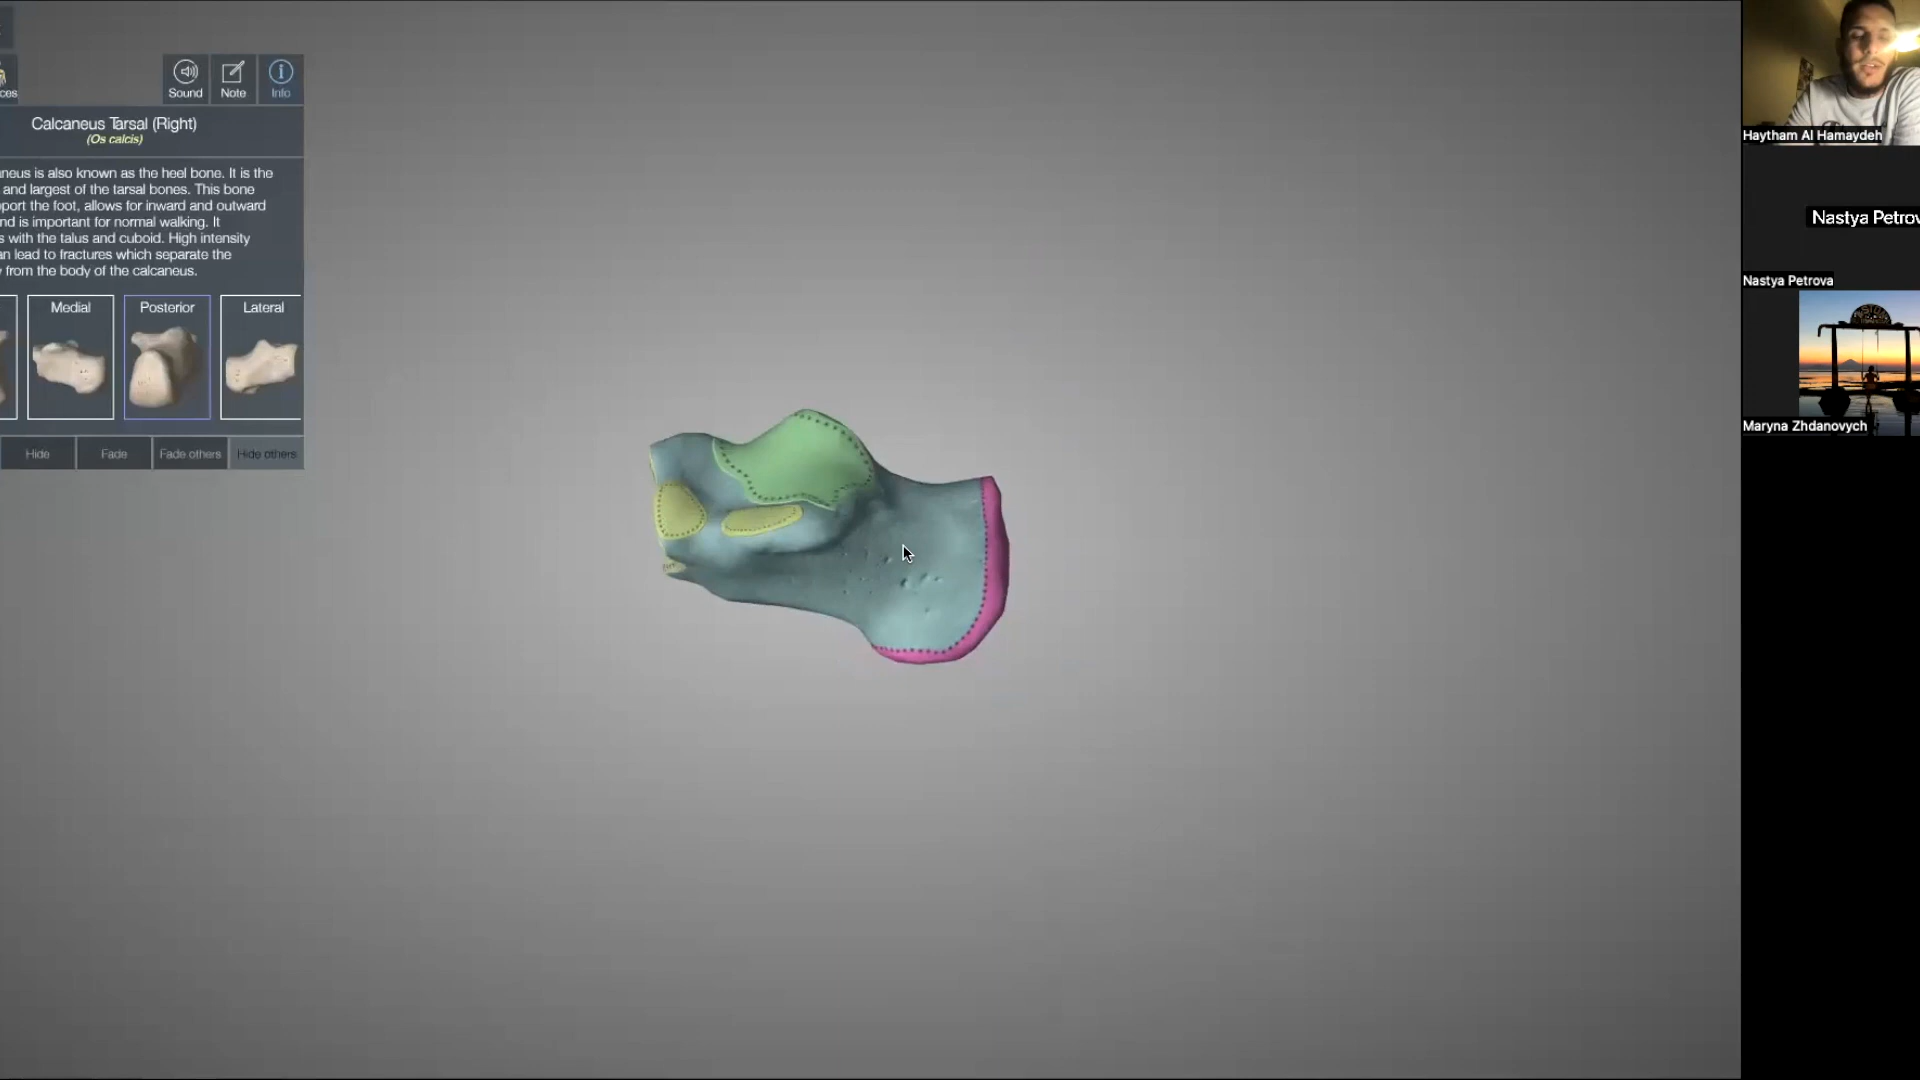 ces
Sound
Note
Info
Calcaneus Tarsal (Right)
(Os calcis)
neus is also known as the heel bone. It is the
and largest of the tarsal bones. This bone
port the foot, allows for inward and outward
nd is important for normal walking. It
s with the talus and cuboid. High intensity
an lead to fractures which separate the
y from the body of the calcaneus.
Medial
Posterior
Lateral
Hide
Fade
Fade others
Hide others
Haytham Al Hamaydeh
Nastya Petrov
Nastya Petrova
Maryna Zhdanovych